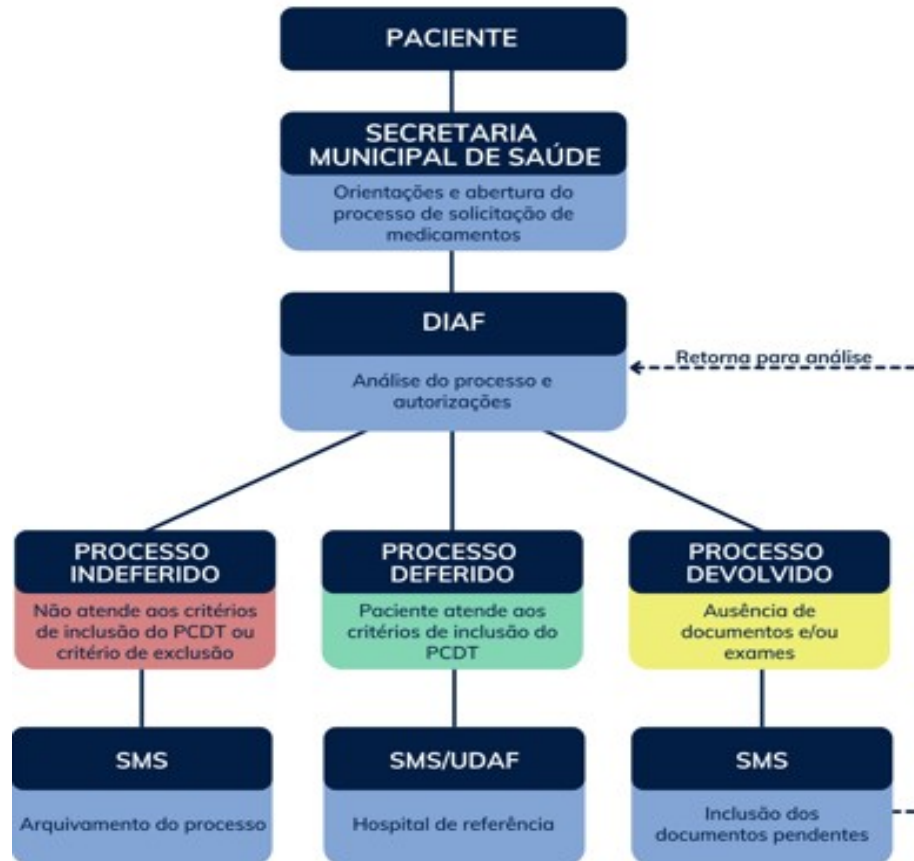 PACIENTE
SECRETARIA
MUNICIPAL DE SAÚDE
Orientações e abertura do
processo de solicitação de
medicamentos
DIAF
Análise do processo e
autorizações
Retorna para análise
PROCESSO
INDEFERIDO
Não atende aos critérios
de inclusão do PCDT ou
critério de exclusão
PROCESSO
DEFERIDO
Paciente atende aos
critérios de inclusão do
PCDT
PROCESSO
DEVOLVIDO
Ausência de
documentos e/ou
exames
SMS
Arquivamento do processo
SMS/UDAF
Hospital de referência
SMS
Inclusão dos
documentos pendentes